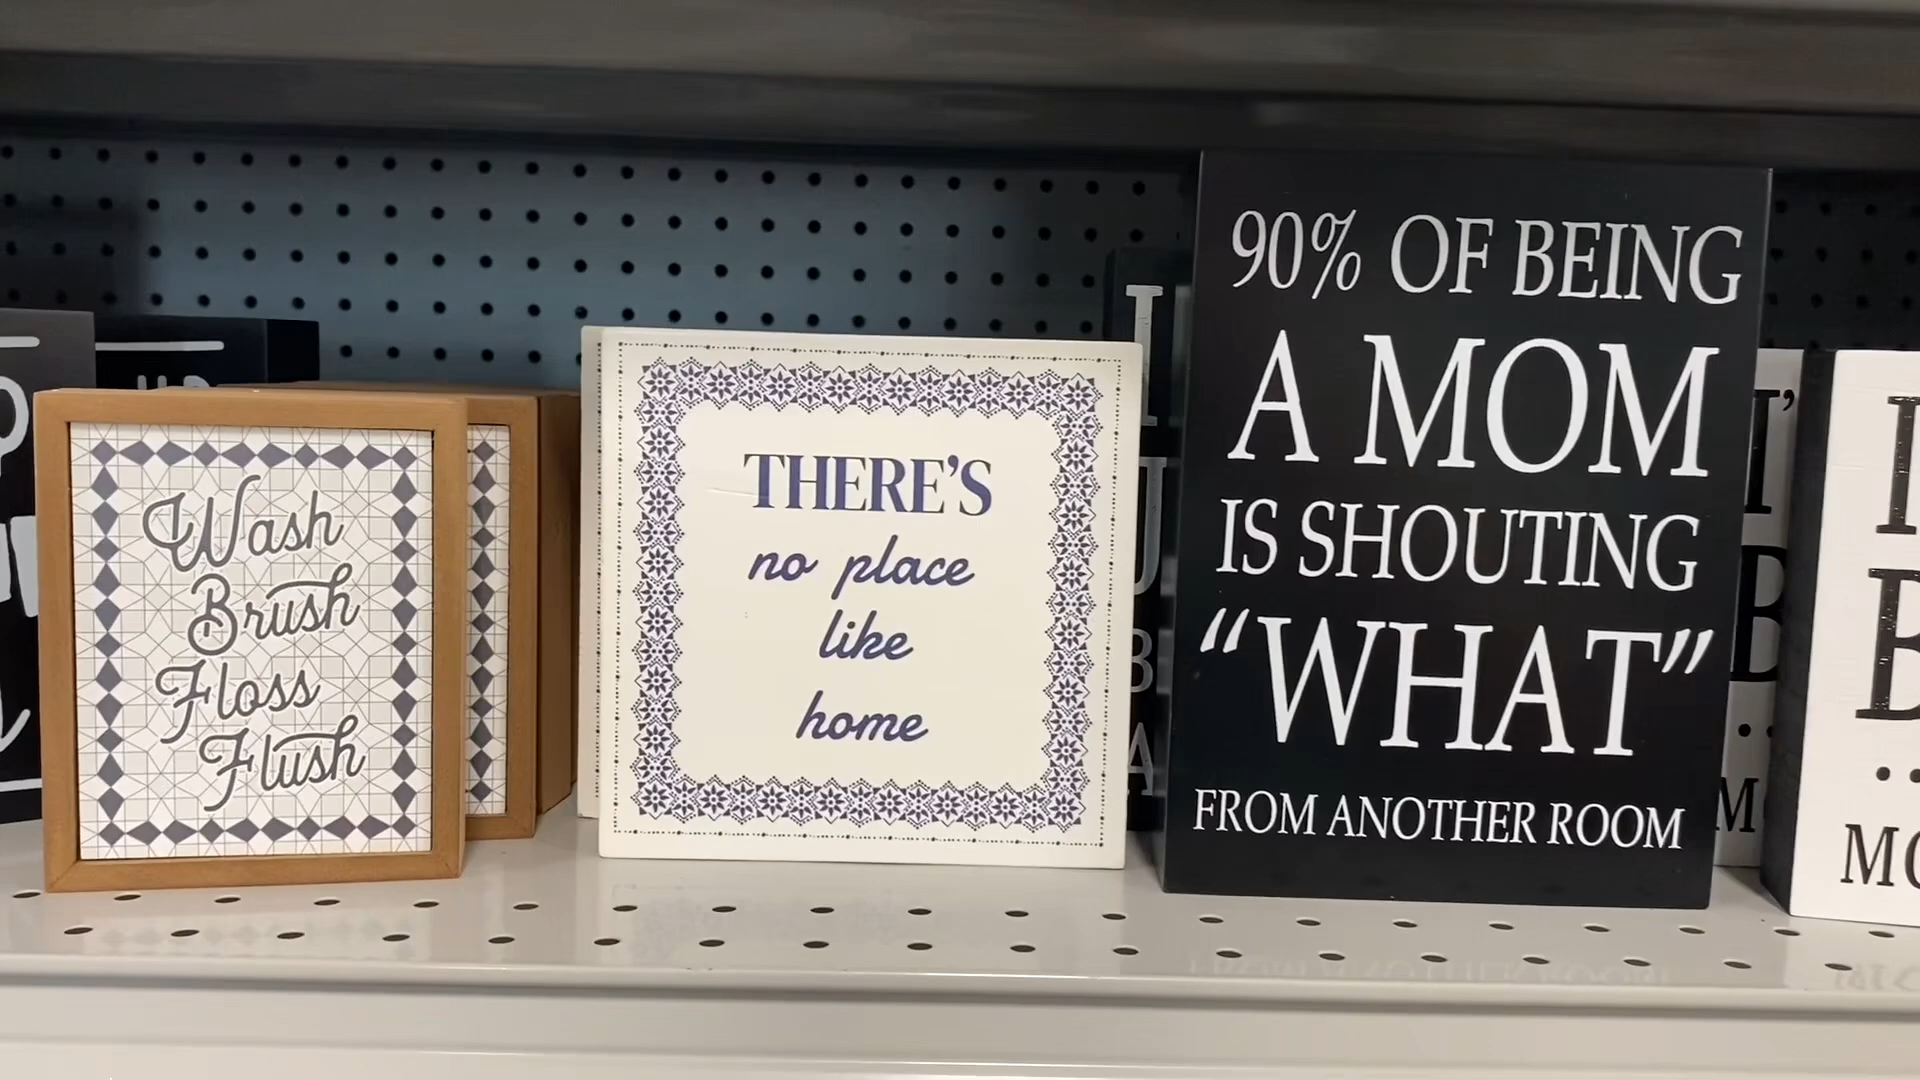 Wash
Brush
Floss
Flush
THERE'S
no place
like
home
90% OF BEING
A MOM
IS SHOUTING
“WHAT”
FROM ANOTHER ROOM